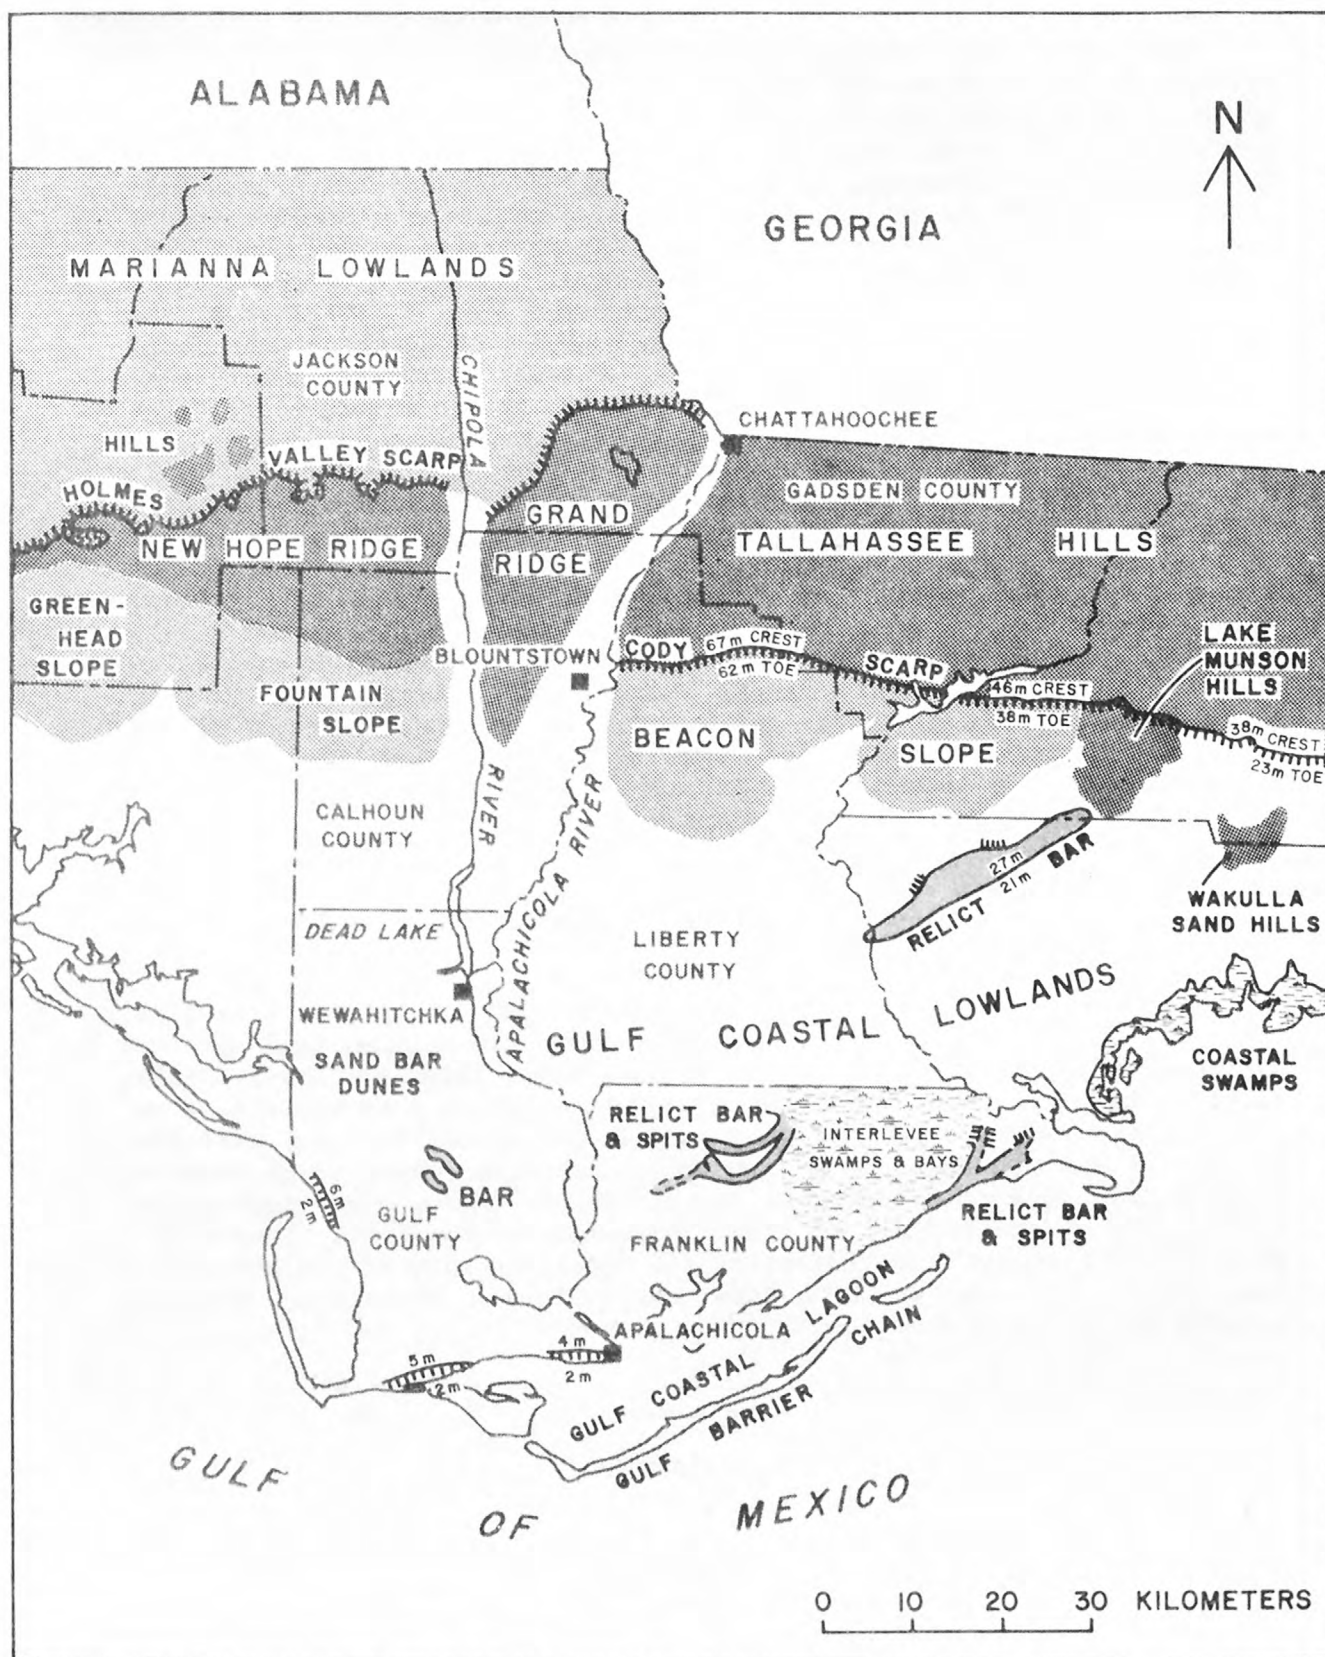 ALABAMA
N
GEORGIA
MARIANNA LOWLANDS
JACKSON
COUNTY
CHIPOLA
CHATTAHOOCHEE
HILLS
VALLEY SCARP
HOLMES
GADSDEN COUNTY
GRAND
NEW HOPE RIDGE
TALLAHASSEE HILLS
RIDGE
GREEN-
HEAD
SLOPE
LAKE
MUNSON
HILLS
BLOUNTSTOWN
CODY
67m CREST
62m TOE
SCARP
46m CREST
38m TOE
FOUNTAIN
SLOPE
38m CREST
23m TOE
BEACON
SLOPE
RIVER
CALHOUN
COUNTY
APALACHICOLA RIVER
27m
21m
RELICT BAR
WAKULLA
SAND HILLS
DEAD LAKE
LIBERTY
COUNTY
WEWAHITCHKA
GULF COASTAL LOWLANDS
SAND BAR
DUNES
COASTAL
SWAMPS
RELICT BAR
& SPITS
INTERLEVEE
SWAMPS & BAYS
BAR
6m
2m
GULF
COUNTY
RELICT BAR
& SPITS
FRANKLIN COUNTY
APALACHICOLA
4m
2m
5m
2m
GULF COASTAL LAGOON
GULF BARRIER CHAIN
GULF OF MEXICO
0 10 20 30 KILOMETERS